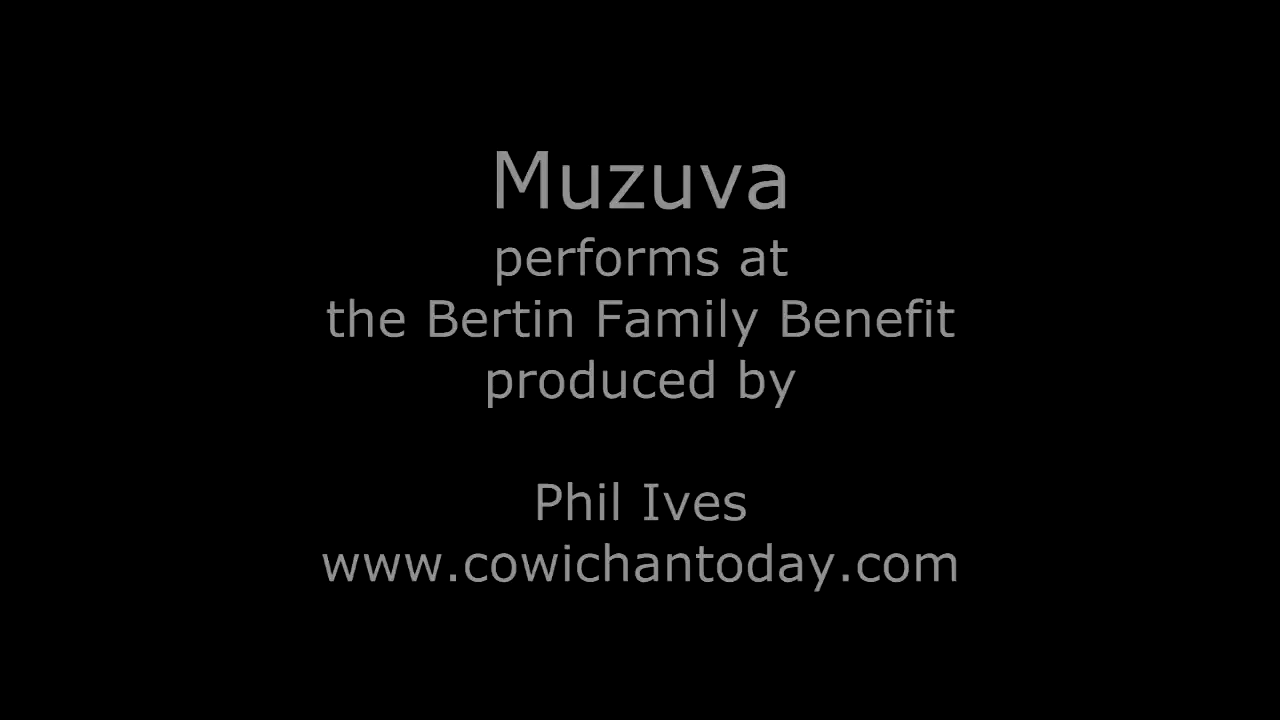 Muzuva
performs at
the Bertin Family Benefit
produced by
Phil Ives
www.cowichantoday.com